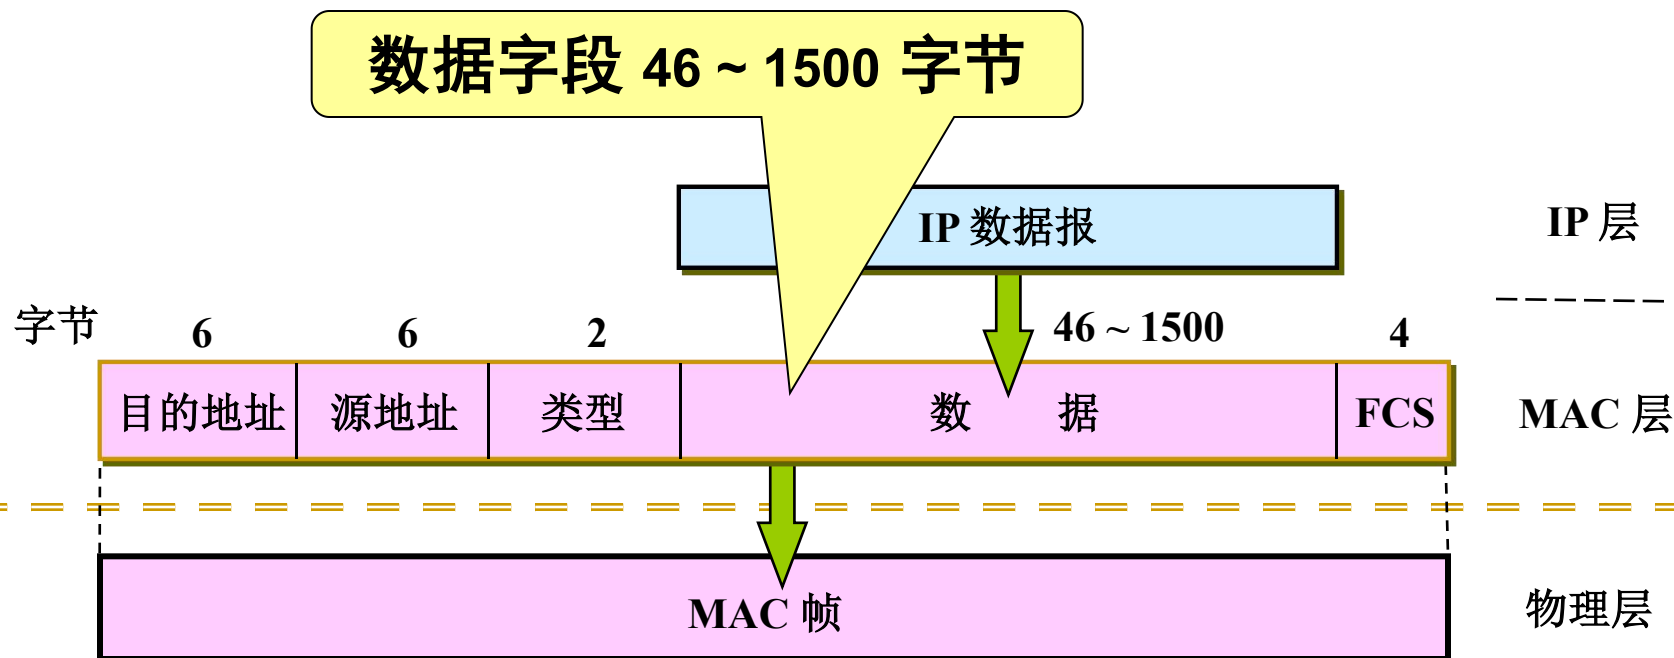 数据字段 46 ~ 1500 字节
IP 数据报
IP 层
字节 6 6 2 46 ~ 1500 4
目的地址 源地址 类型 数 据 FCS MAC 层
MAC 帧 物理层